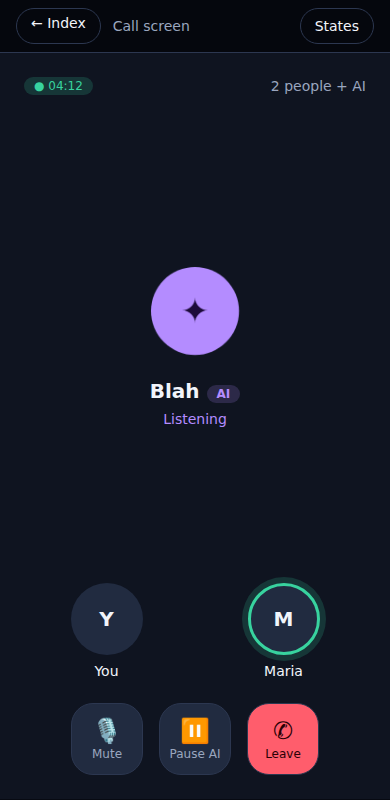 ← Index Call screen States
04:12 2 people + AI
Blah AI
Listening
Y M
You Maria
Mute Pause AI Leave